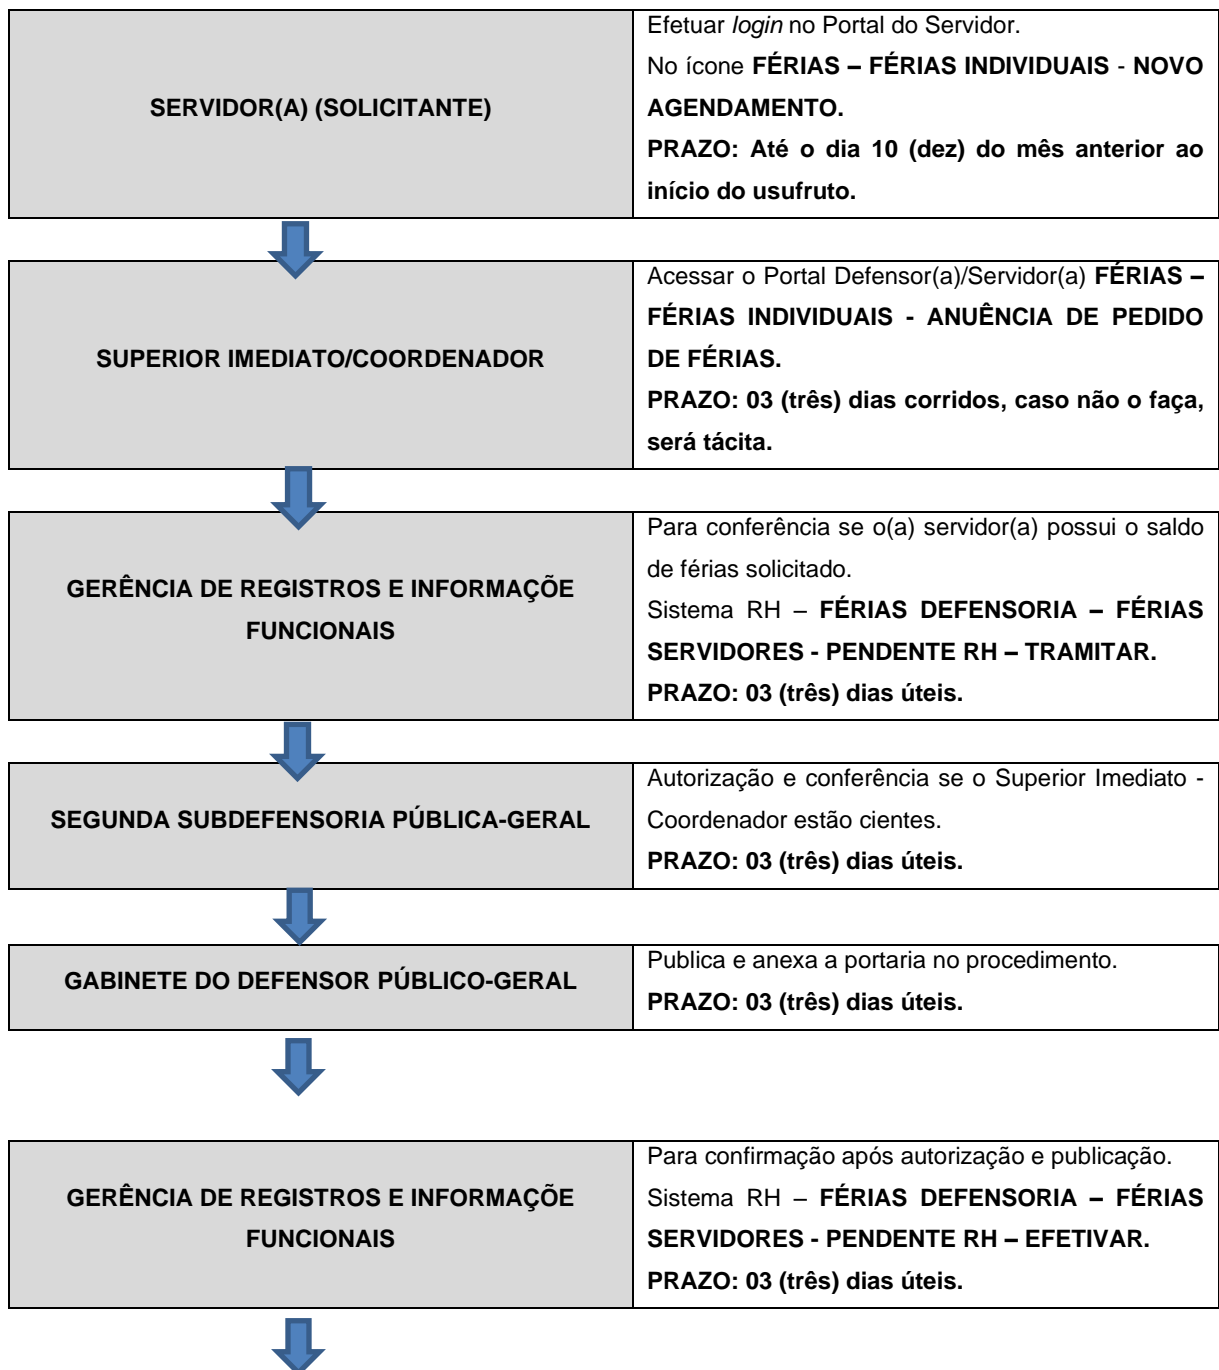 SERVIDOR(A) (SOLICITANTE)
Efetuar login no Portal do Servidor.
No ícone FÉRIAS – FÉRIAS INDIVIDUAIS - NOVO
AGENDAMENTO.
PRAZO: Até o dia 10 (dez) do mês anterior ao
início do usufruto.
SUPERIOR IMEDIATO/COORDENADOR
Acessar o Portal Defensor(a)/Servidor(a) FÉRIAS –
FÉRIAS INDIVIDUAIS - ANUÊNCIA DE PEDIDO
DE FÉRIAS.
PRAZO: 03 (três) dias corridos, caso não o faça,
será tácita.
GERÊNCIA DE REGISTROS E INFORMAÇÕE
FUNCIONAIS
Para conferência se o(a) servidor(a) possui o saldo
de férias solicitado.
Sistema RH – FÉRIAS DEFENSORIA – FÉRIAS
SERVIDORES - PENDENTE RH – TRAMITAR.
PRAZO: 03 (três) dias úteis.
SEGUNDA SUBDEFENSORIA PÚBLICA-GERAL
Autorização e conferência se o Superior Imediato -
Coordenador estão cientes.
PRAZO: 03 (três) dias úteis.
GABINETE DO DEFENSOR PÚBLICO-GERAL
Publica e anexa a portaria no procedimento.
PRAZO: 03 (três) dias úteis.
GERÊNCIA DE REGISTROS E INFORMAÇÕE
FUNCIONAIS
Para confirmação após autorização e publicação.
Sistema RH – FÉRIAS DEFENSORIA – FÉRIAS
SERVIDORES - PENDENTE RH – EFETIVAR.
PRAZO: 03 (três) dias úteis.